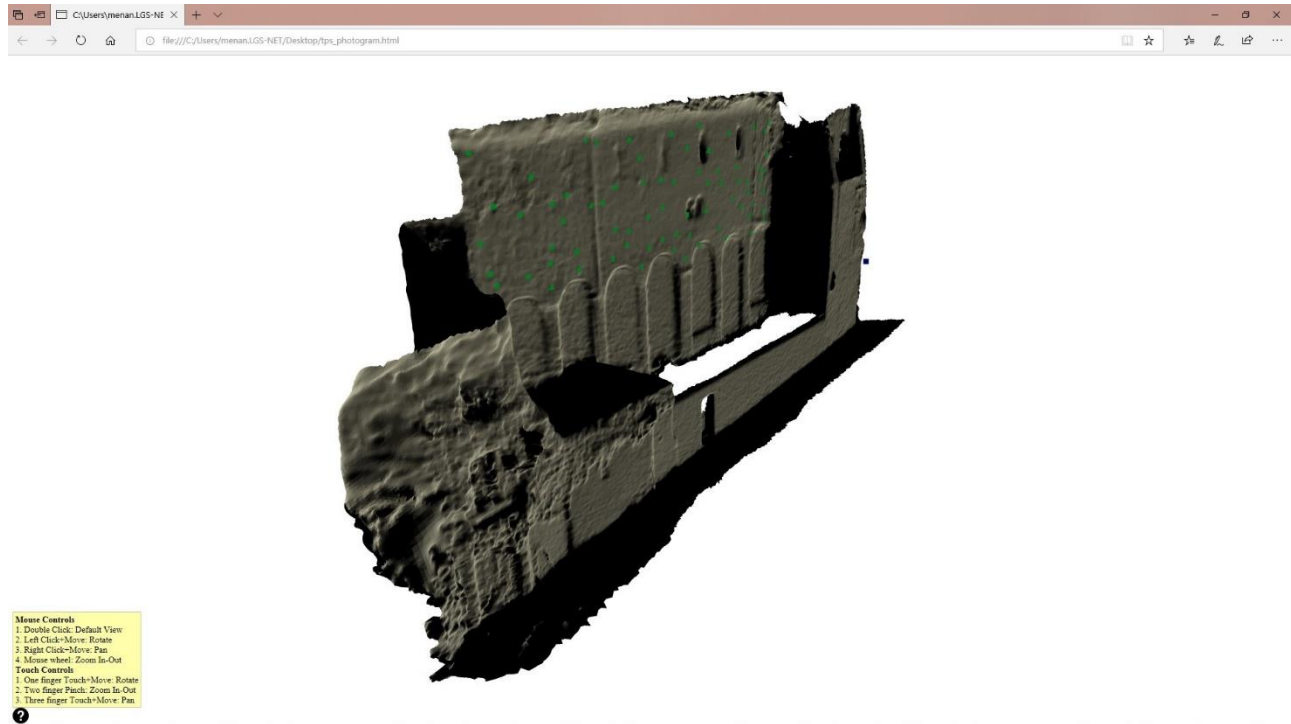 C:\Users\menan.LGS-NE
file:///C:/Users/menan.LGS-NET/Desktop/tps_photogram.html
Mouse Controls
1. Double Click: Default View
2. Left Click+Move: Rotate
3. Right Click+Move: Pan
4. Mouse wheel: Zoom In-Out
Touch Controls
1. One finger Touch+Move: Rotate
2. Two finger Pinch: Zoom In-Out
3. Three finger Touch+Move: Pan
?